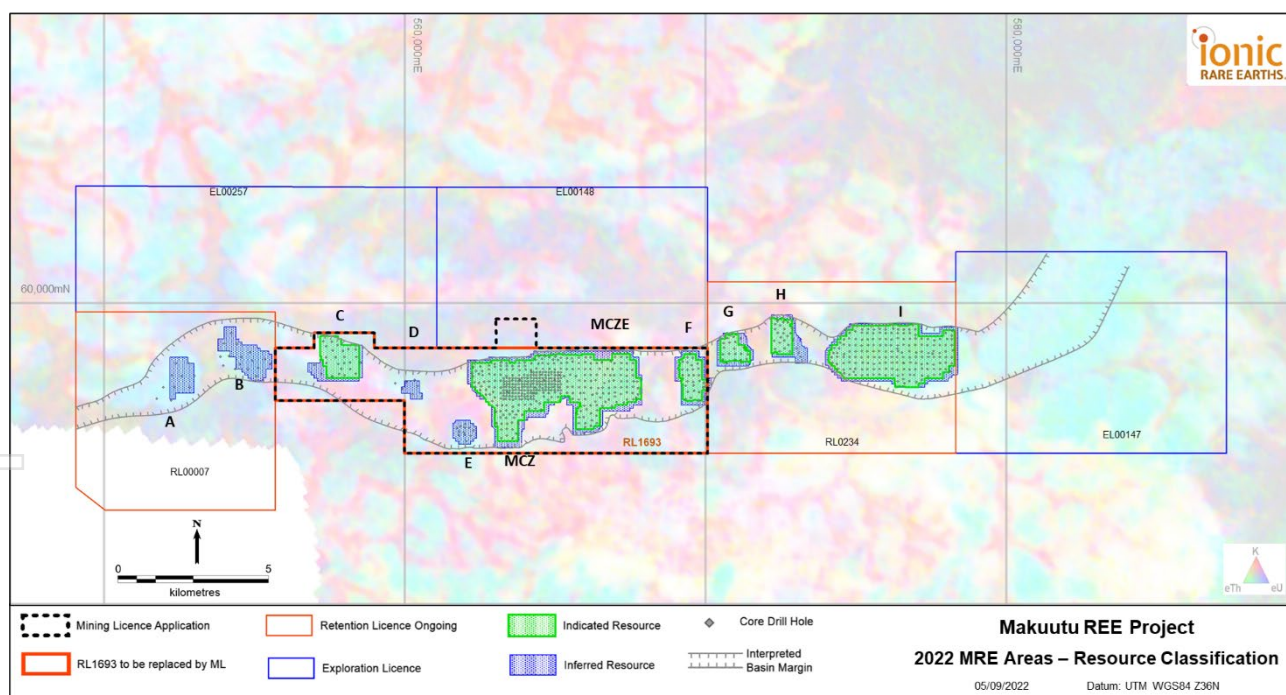 560,000mE
580,000mE
ionic
RARE EARTHS
EL00257
EL00148
60,000mN
C
D
MCZE
F
G
H
I
B
A
E
MCZ
RL1693
RL0234
EL00147
RL00007
N
0
5
kilometres
K
eTh
eU
Mining Licence Application
Retention Licence Ongoing
Indicated Resource
Core Drill Hole
RL1693 to be replaced by ML
Exploration Licence
Inferred Resource
Interpreted
Basin Margin
Makuutu REE Project
2022 MRE Areas – Resource Classification
05/09/2022
Datum: UTM WGS84 Z36N